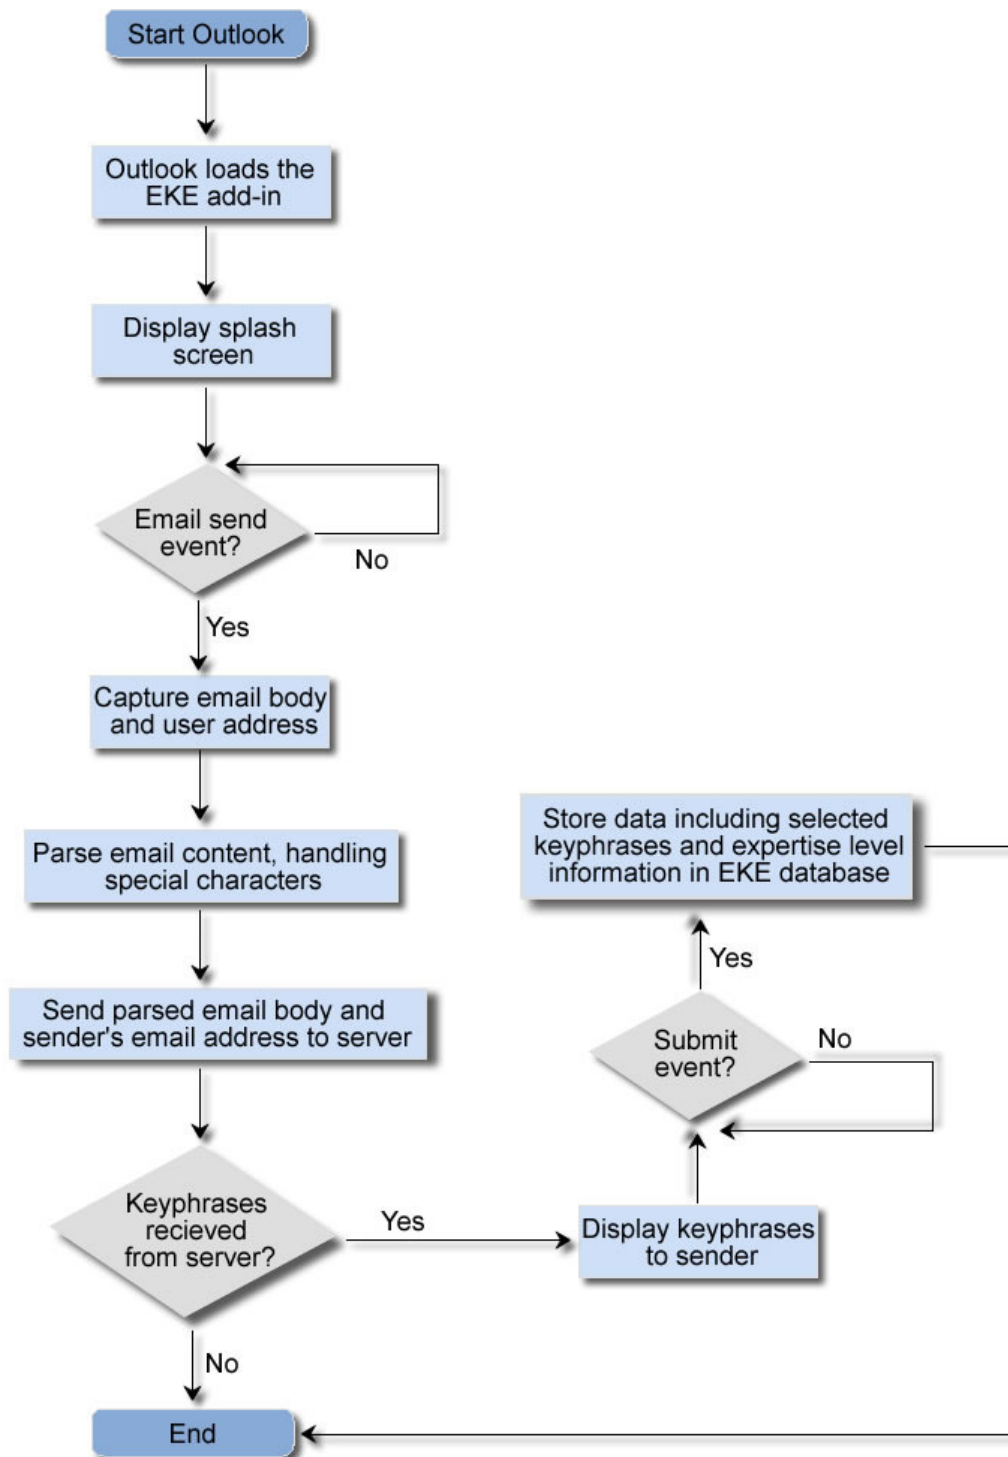 Start Outlook
Outlook loads the
EKE add-in
Display splash
screen
Email send
event?
No
Yes
Capture email body
and user address
Parse email content, handling
special characters
Send parsed email body and
sender's email address to server
Keyphrases
recieved
from server?
Yes
No
End
Display keyphrases
to sender
Submit
event?
No
Yes
Store data including selected
keyphrases and expertise level
information in EKE database